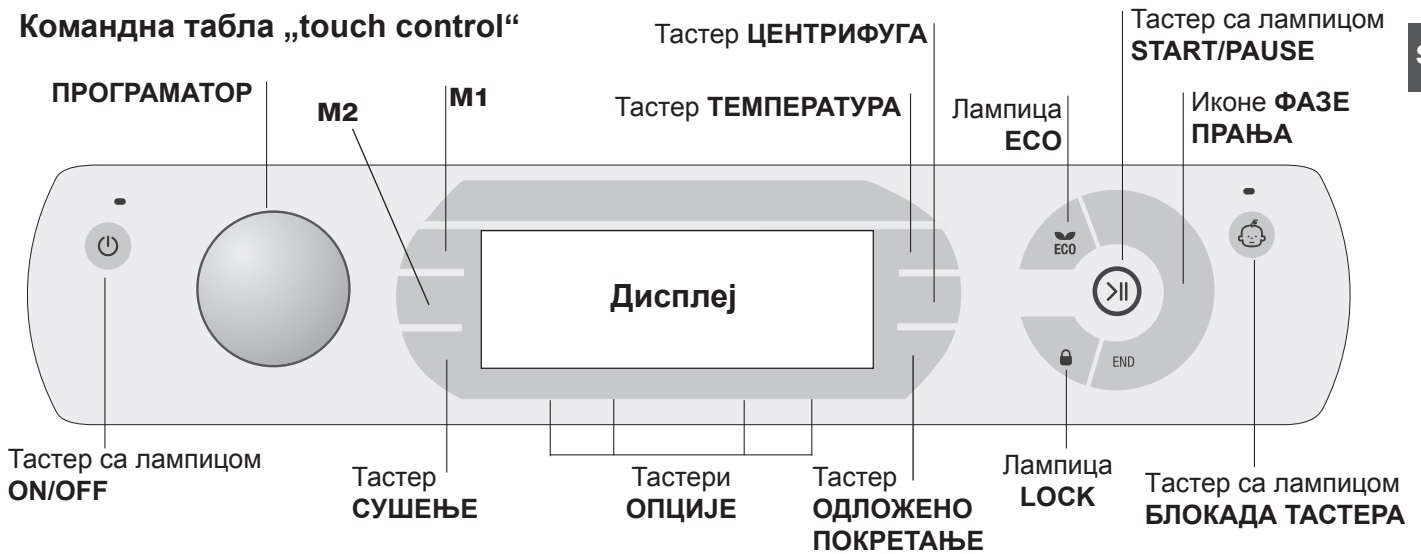 Командна табла „touch control“
ПРОГРАМАТОР
M2
M1
Тастер ЦЕНТРИФУГА
Тастер ТЕМПЕРАТУРА
Лампица
ECO
Тастер са лампицом
START/PAUSE
Иконе ФАЗЕ
ПРАЊА
Дисплеј
ECO
END
Тастер са лампицом
ON/OFF
Тастер
СУШЕЊЕ
Тастери
ОПЦИЈЕ
Тастер
ОДЛОЖЕНО
ПОКРЕТАЊЕ
Лампица
LOCK
Тастер са лампицом
БЛОКАДА ТАСТЕРА